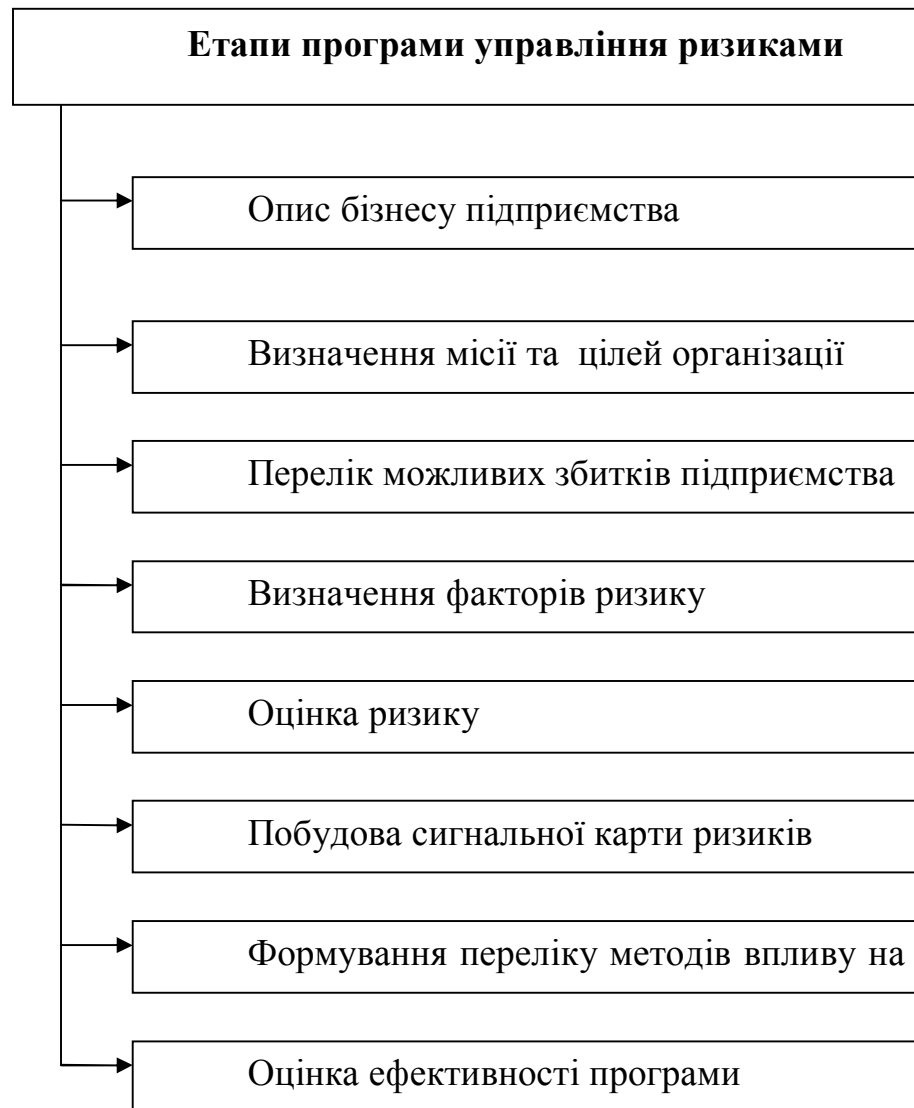 Етапи програми управління ризиками
Опис бізнесу підприємства
Визначення місії та цілей організації
Перелік можливих збитків підприємства
Визначення факторів ризику
Оцінка ризику
Побудова сигнальної карти ризиків
Формування переліку методів впливу на
Оцінка ефективності програми